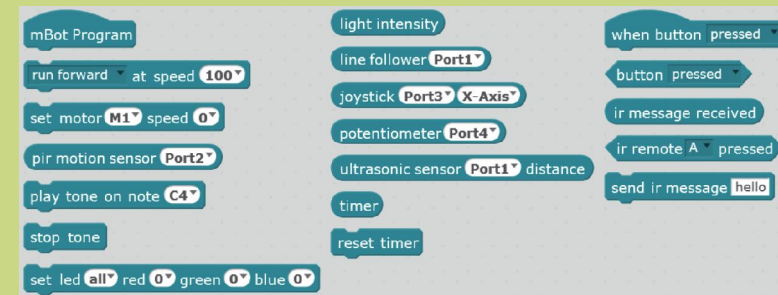 mBot Program
run forward at speed 100
set motor M1 speed 0
pir motion sensor Port2
play tone on note C4
stop tone
set led all red 0 green 0 blue 0
light intensity
line follower Port1
joystick Port3 X-Axis
potentiometer Port4
ultrasonic sensor Port1 distance
timer
reset timer
when button pressed
button pressed
ir message received
ir remote A pressed
send ir message hello